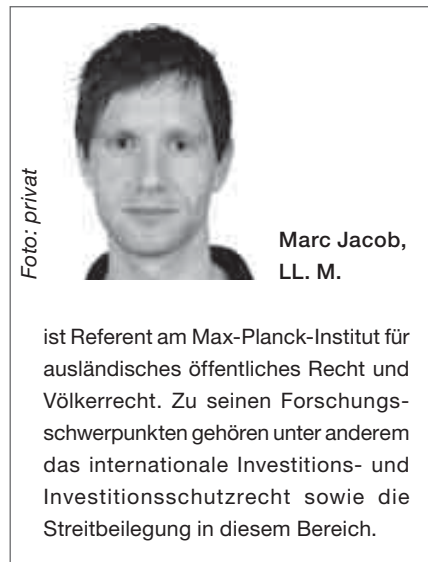 Foto: privat
Marc Jacob,
LL. M.
ist Referent am Max-Planck-Institut für
ausländisches öffentliches Recht und
Völkerrecht. Zu seinen Forschungs-
schwerpunkten gehören unter anderem
das internationale Investitions- und
Investitionsschutzrecht sowie die
Streitbeilegung in diesem Bereich.